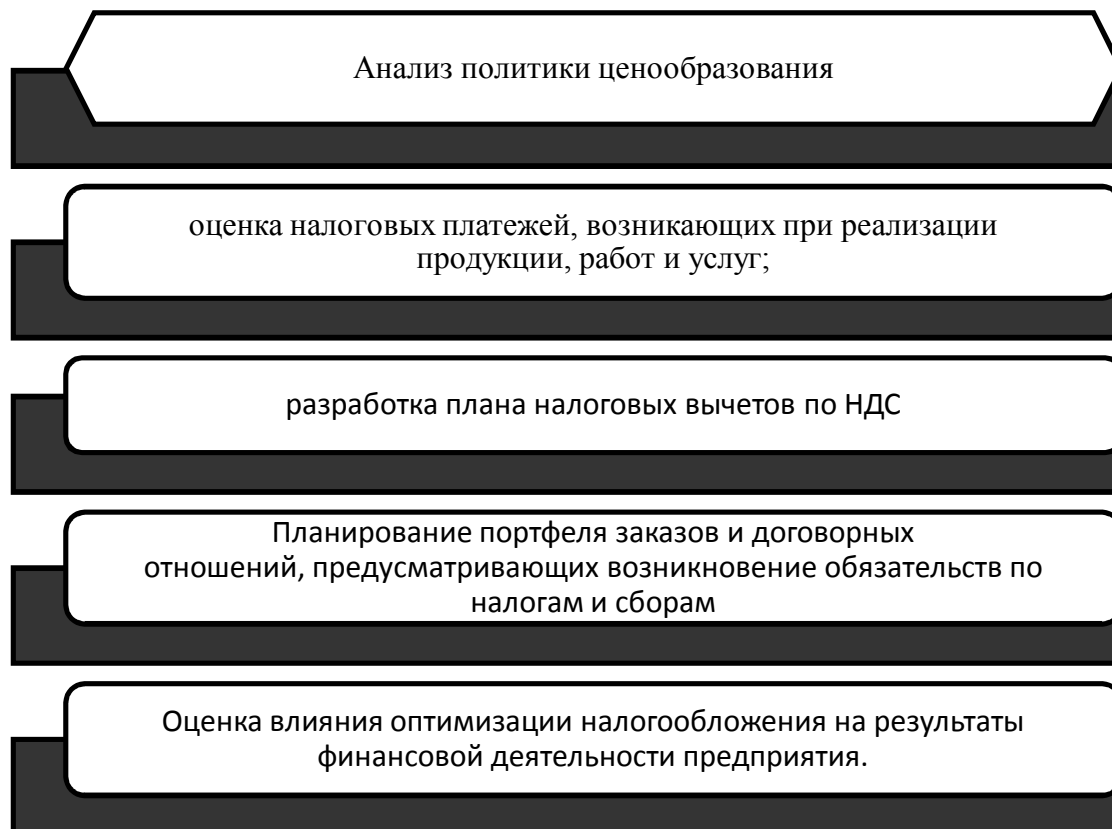 Анализ политики ценообразования
оценка налоговых платежей, возникающих при реализации
продукции, работ и услуг;
разработка плана налоговых вычетов по НДС
Планирование портфеля заказов и договорных
отношений, предусматривающих возникновение обязательств по
налогам и сборам
Оценка влияния оптимизации налогообложения на результаты
финансовой деятельности предприятия.